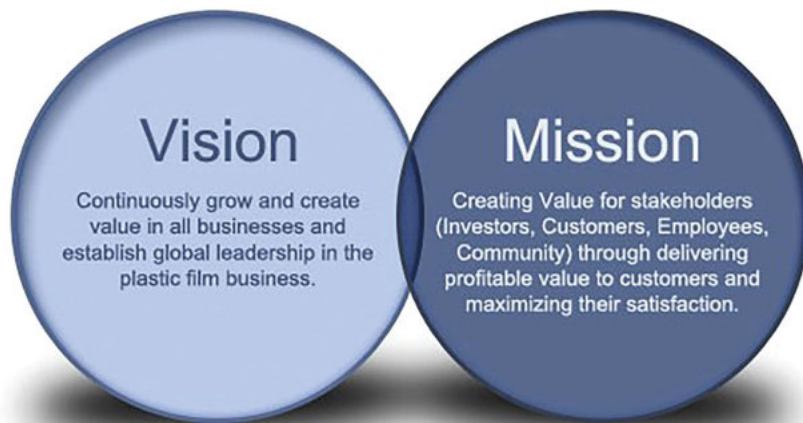 Vision
Continuously grow and create
value in all businesses and
establish global leadership in the
plastic film business.
Mission
Creating Value for stakeholders
(Investors, Customers, Employees,
Community) through delivering
profitable value to customers and
maximizing their satisfaction.